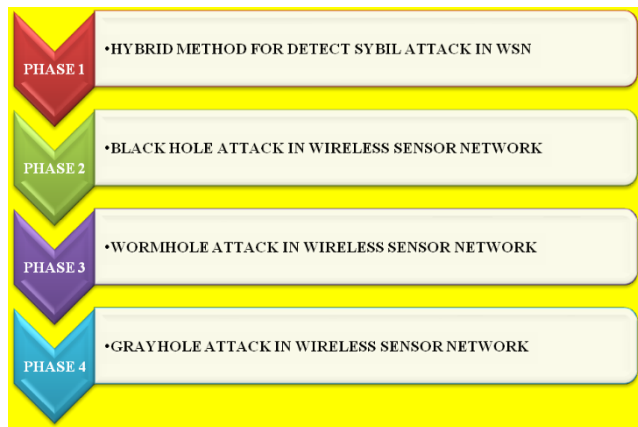 PHASE 1
•HYBRID METHOD FOR DETECT SYBIL ATTACK IN WSN
PHASE 2
•BLACK HOLE ATTACK IN WIRELESS SENSOR NETWORK
PHASE 3
•WORMHOLE ATTACK IN WIRELESS SENSOR NETWORK
PHASE 4
•GRAYHOLE ATTACK IN WIRELESS SENSOR NETWORK